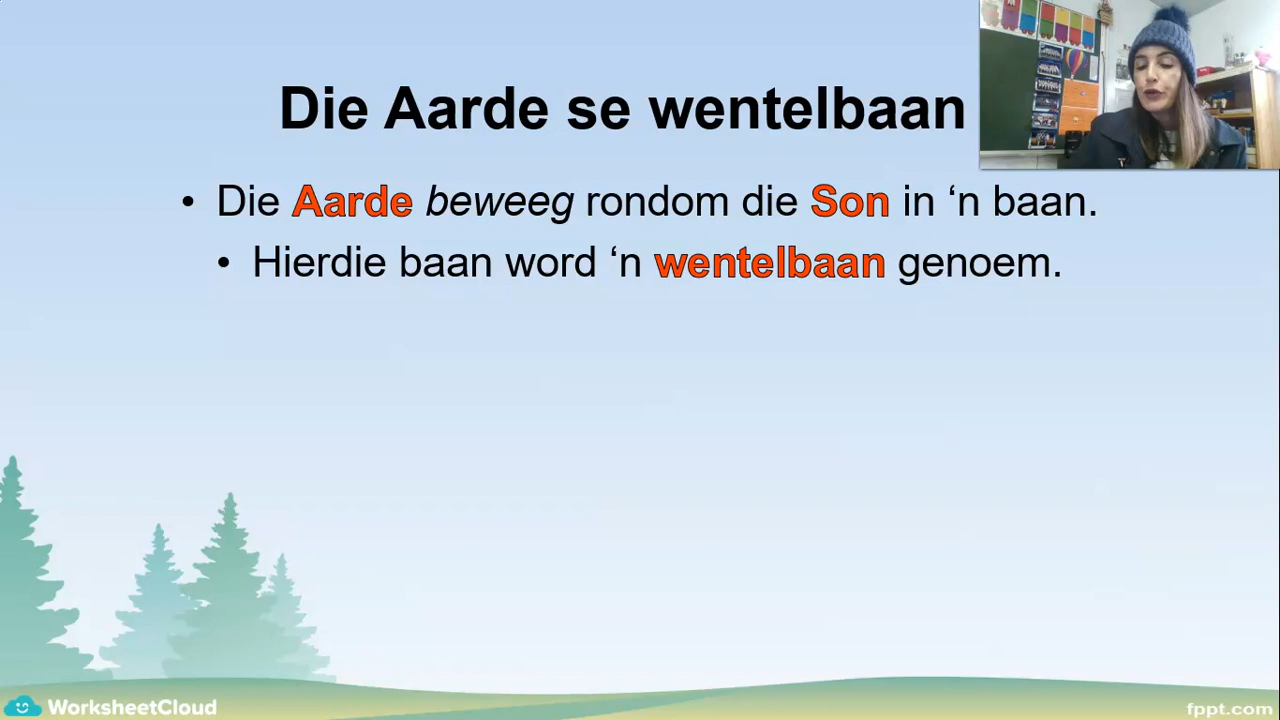 Die Aarde se wentelbaan
• Die Aarde beweeg rondom die Son in ‘n baan.
• Hierdie baan word ‘n wentelbaan genoem.
WorksheetCloud
fppt.com